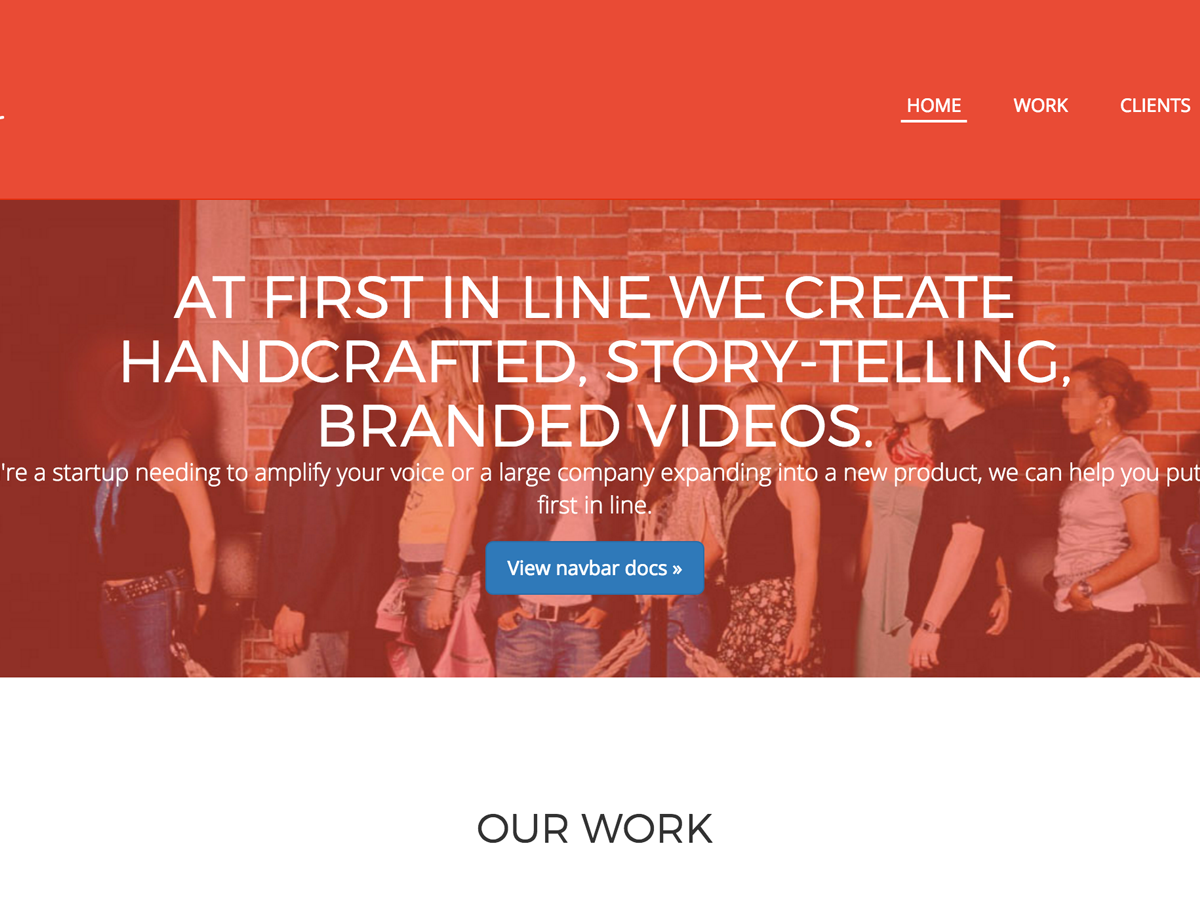 HOME WORK CLIENTS
AT FIRST IN LINE WE CREATE
HANDCRAFTED, STORY-TELLING,
BRANDED VIDEOS.
're a startup needing to amplify your voice or a large company expanding into a new product, we can help you put
first in line.
View navbar docs »
OUR WORK